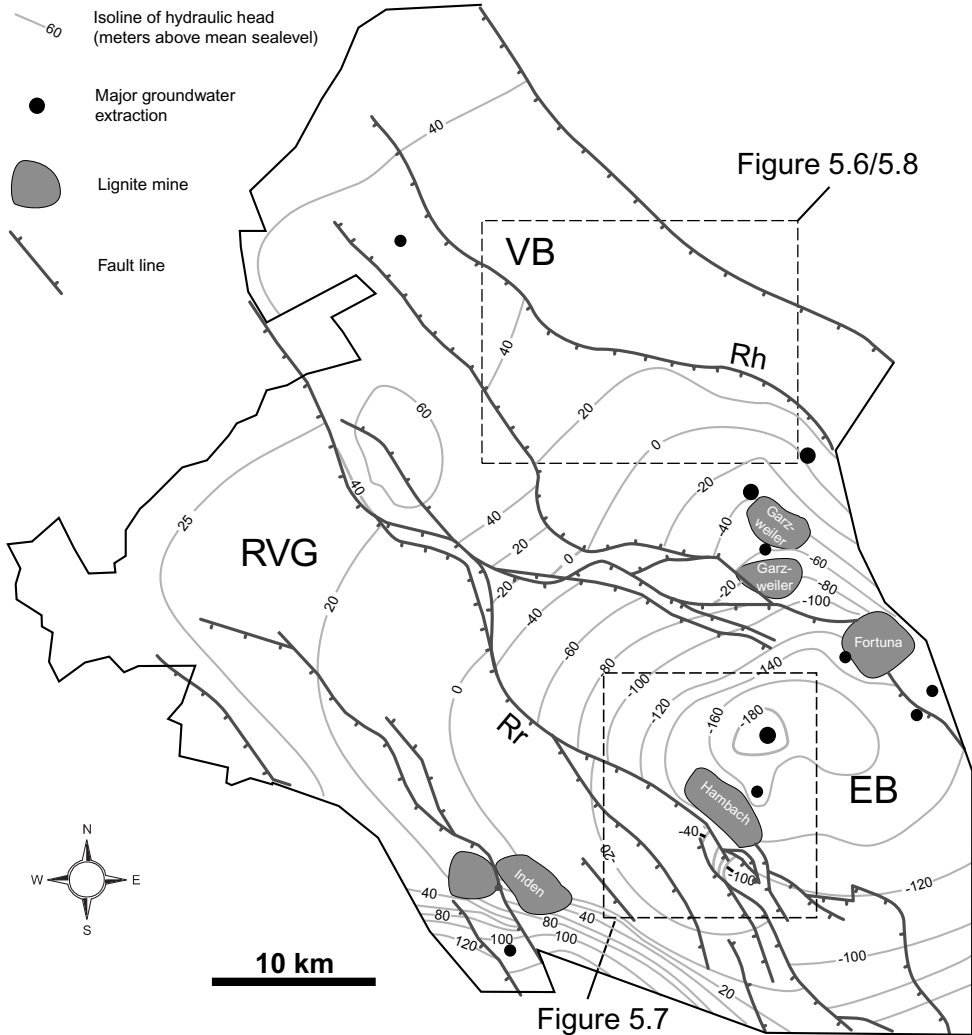 60
Isoline of hydraulic head
(meters above mean sealevel)
Major groundwater
extraction
Lignite mine
Fault line
40
Figure 5.6/5.8
VB
40
Rh
60
20
0
-20
40
25
RVG
40
20
0
-40
Garz-
weiler
-60
Garz-
weiler
-80
-20
-100
20
-20
-40
-60
80
-100
-120
-140
Fortuna
0
Rr
-160
-180
Hambach
EB
-40
-100
-20
-120
N
W
E
S
Inden
40
80
100
120
40
80
100
-100
20
10 km
Figure 5.7